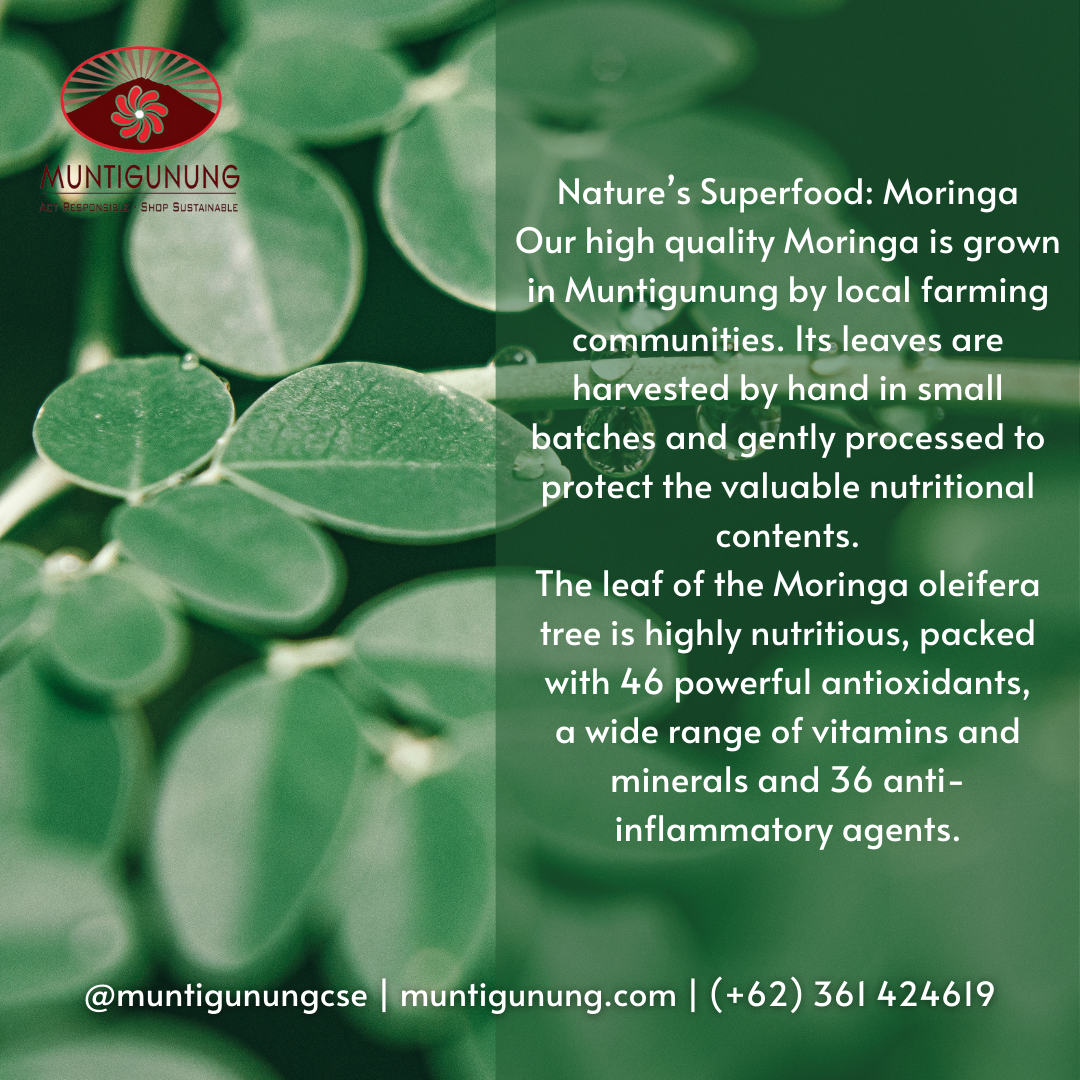 MUNTIGUNUNG
ACT RESPONSIBLE · SHOP SUSTAINABLE
Nature’s Superfood: Moringa
Our high quality Moringa is grown
in Muntigunung by local farming
communities. Its leaves are
harvested by hand in small
batches and gently processed to
protect the valuable nutritional
contents.
The leaf of the Moringa oleifera
tree is highly nutritious, packed
with 46 powerful antioxidants,
a wide range of vitamins and
minerals and 36 anti-
inflammatory agents.
@muntigunungcse | muntigunung.com | (+62) 361 424619